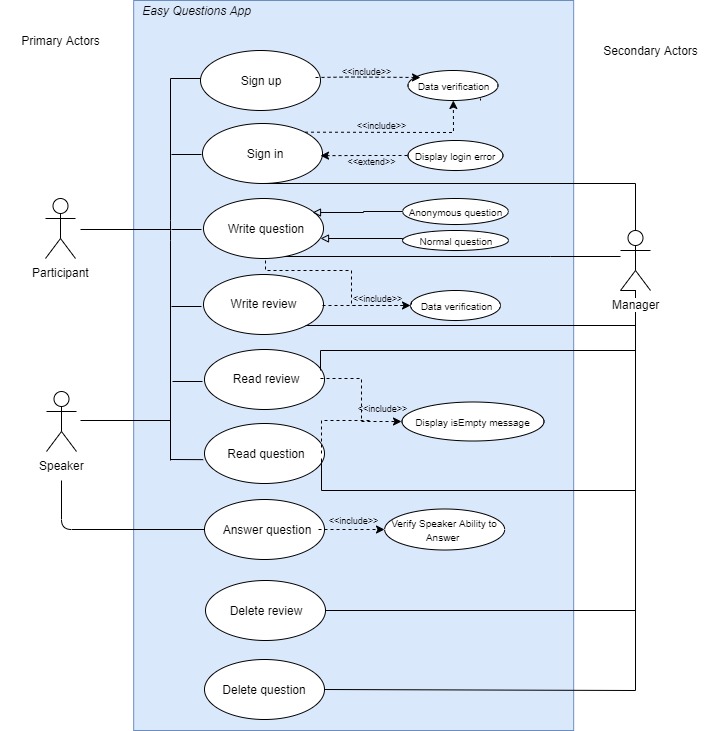 Easy Questions App
Primary Actors
Secondary Actors
Sign up
<<include>>
Data verification
<<include>>
Sign in
Display login error
<<extend>>
Anonymous question
Write question
Normal question
Participant
Manager
Write review
<<include>>
Data verification
Read review
<<include>>
Display isEmpty message
Read question
Speaker
Answer question
<<include>>
Verify Speaker Ability to
Answer
Delete review
Delete question